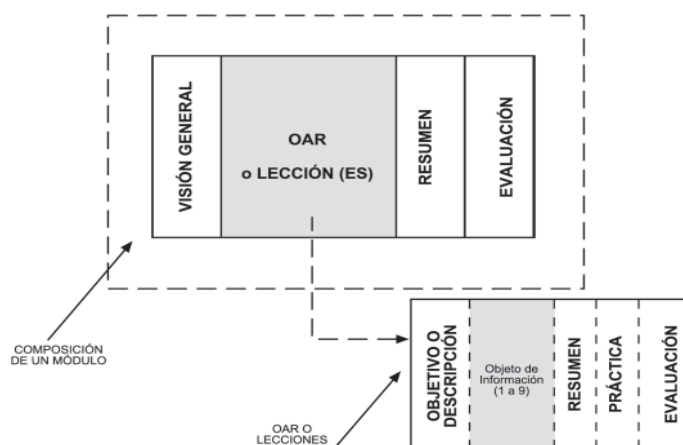 VISIÓN GENERAL
OAR
o LECCIÓN (ES)
RESUMEN
EVALUACIÓN
COMPOSICIÓN
DE UN MÓDULO
OBJETIVO O
DESCRIPCIÓN
Objeto de
Información
(1 a 9)
RESUMEN
PRÁCTICA
EVALUACIÓN
OAR O
LECCIONES